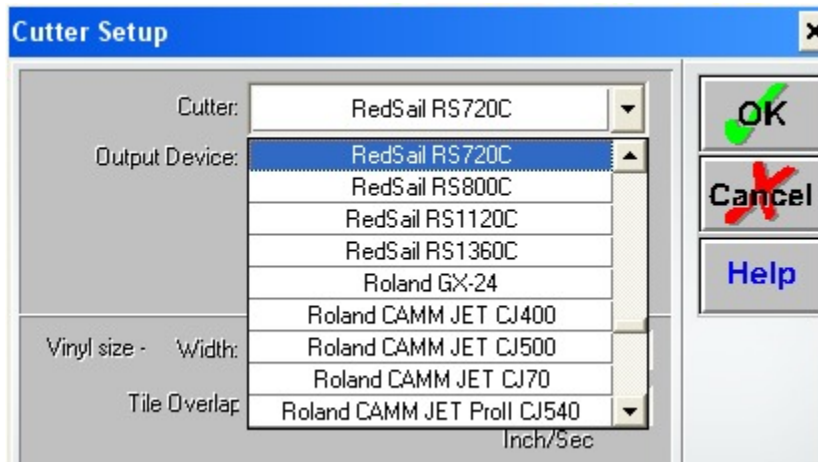 Cutter Setup
Cutter:
RedSail RS720C
OK
Output Device:
RedSail RS720C
RedSail RS800C
Cancel
RedSail RS1120C
RedSail RS1360C
Help
Roland GX-24
Roland CAMM JET CJ400
Vinyl size - Width:
Roland CAMM JET CJ500
Roland CAMM JET CJ70
Tile Overlap
Roland CAMM JET ProII CJ540
Inch/Sec